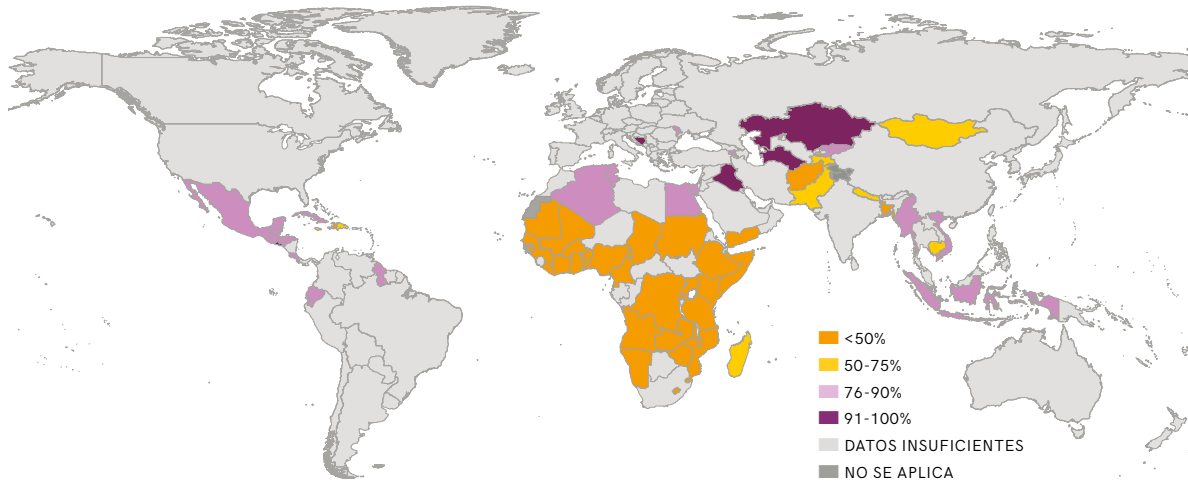 <50%
50-75%
76-90%
91-100%
DATOS INSUFICIENTES
NO SE APLICA